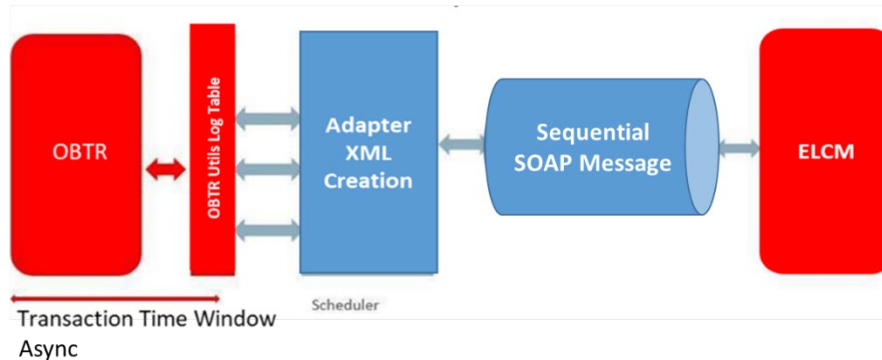 OBTR
OBTR Utils Log Table
Adapter
XML
Creation
Sequential
SOAP Message
ELCM
Scheduler
Transaction Time Window
Async